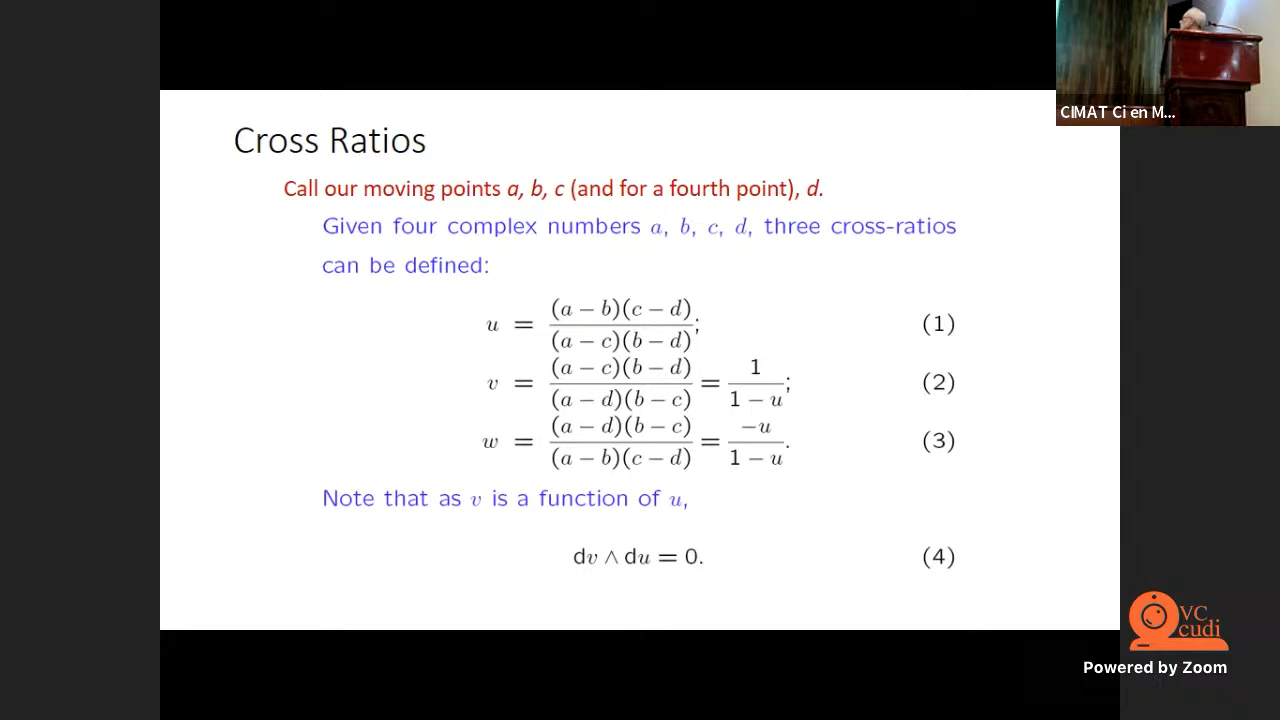 CIMAT Ci en M...
Cross Ratios
Call our moving points a, b, c (and for a fourth point), d.
Given four complex numbers a, b, c, d, three cross-ratios
can be defined:
u = (a − b)(c − d) / (a − c)(b − d); (1)
v = (a − c)(b − d) / (a − d)(b − c) = 1 / 1 − u; (2)
w = (a − d)(b − c) / (a − b)(c − d) = −u / 1 − u. (3)
Note that as v is a function of u,
dv ∧ du = 0. (4)
VC
cudi
Powered by Zoom